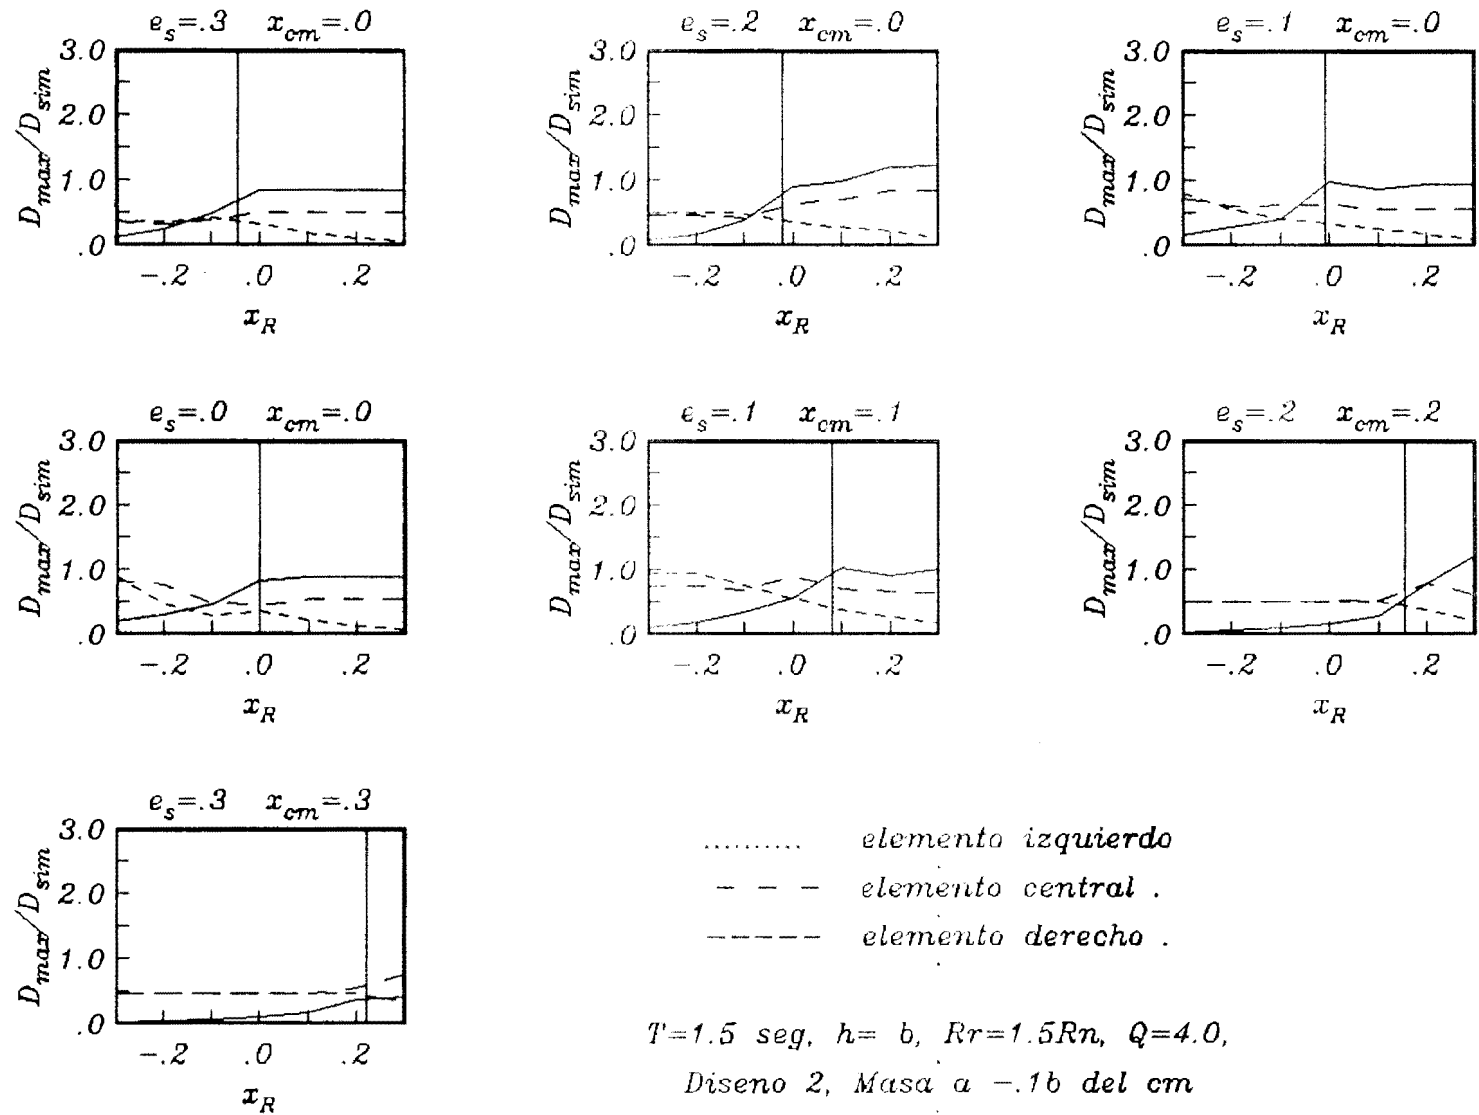 e_s=.3 x_cm=.0
3.0
2.0
1.0
.0
D_max/D_sim
-.2 .0 .2
x_R
e_s=.2 x_cm=.0
3.0
2.0
1.0
.0
D_max/D_sim
-.2 .0 .2
x_R
e_s=.1 x_cm=.0
3.0
2.0
1.0
.0
D_max/D_sim
-.2 .0 .2
x_R
e_s=.0 x_cm=.0
3.0
2.0
1.0
.0
D_max/D_sim
-.2 .0 .2
x_R
e_s=.1 x_cm=.1
3.0
2.0
1.0
.0
D_max/D_sim
-.2 .0 .2
x_R
e_s=.2 x_cm=.2
3.0
2.0
1.0
.0
D_max/D_sim
-.2 .0 .2
x_R
e_s=.3 x_cm=.3
3.0
2.0
1.0
.0
D_max/D_sim
-.2 .0 .2
x_R
elemento izquierdo
elemento central .
elemento derecho .
T=1.5 seg, h= b, Rr=1.5Rn, Q=4.0,
Diseno 2, Masa a -.1b del cm